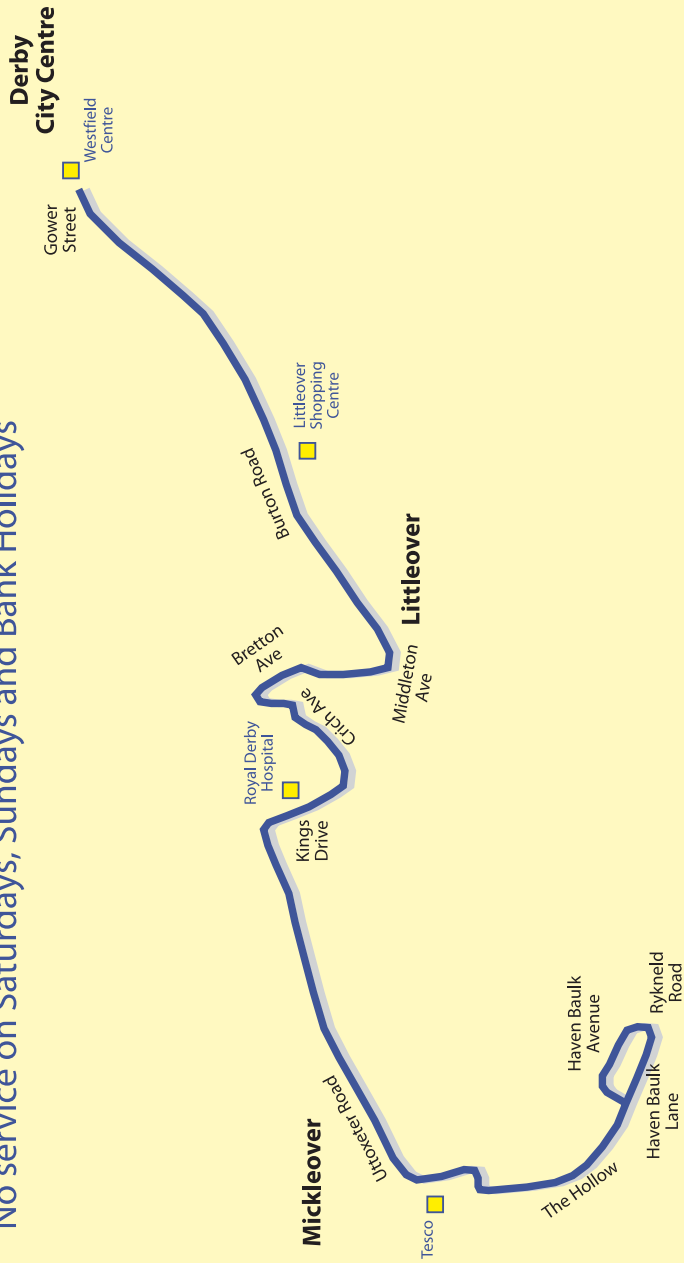 No service on Saturdays, Sundays and Bank Holidays
Derby
City Centre
Westfield
Centre
Gower
Street
Littleover
Shopping
Centre
Burton Road
Littleover
Bretton
Ave
Middleton
Ave
Crich Ave
Royal Derby
Hospital
Kings
Drive
Mickleover
Uttoxeter Road
Tesco
The Hollow
Haven Baulk
Avenue
Haven Baulk
Lane
Rykneld
Road